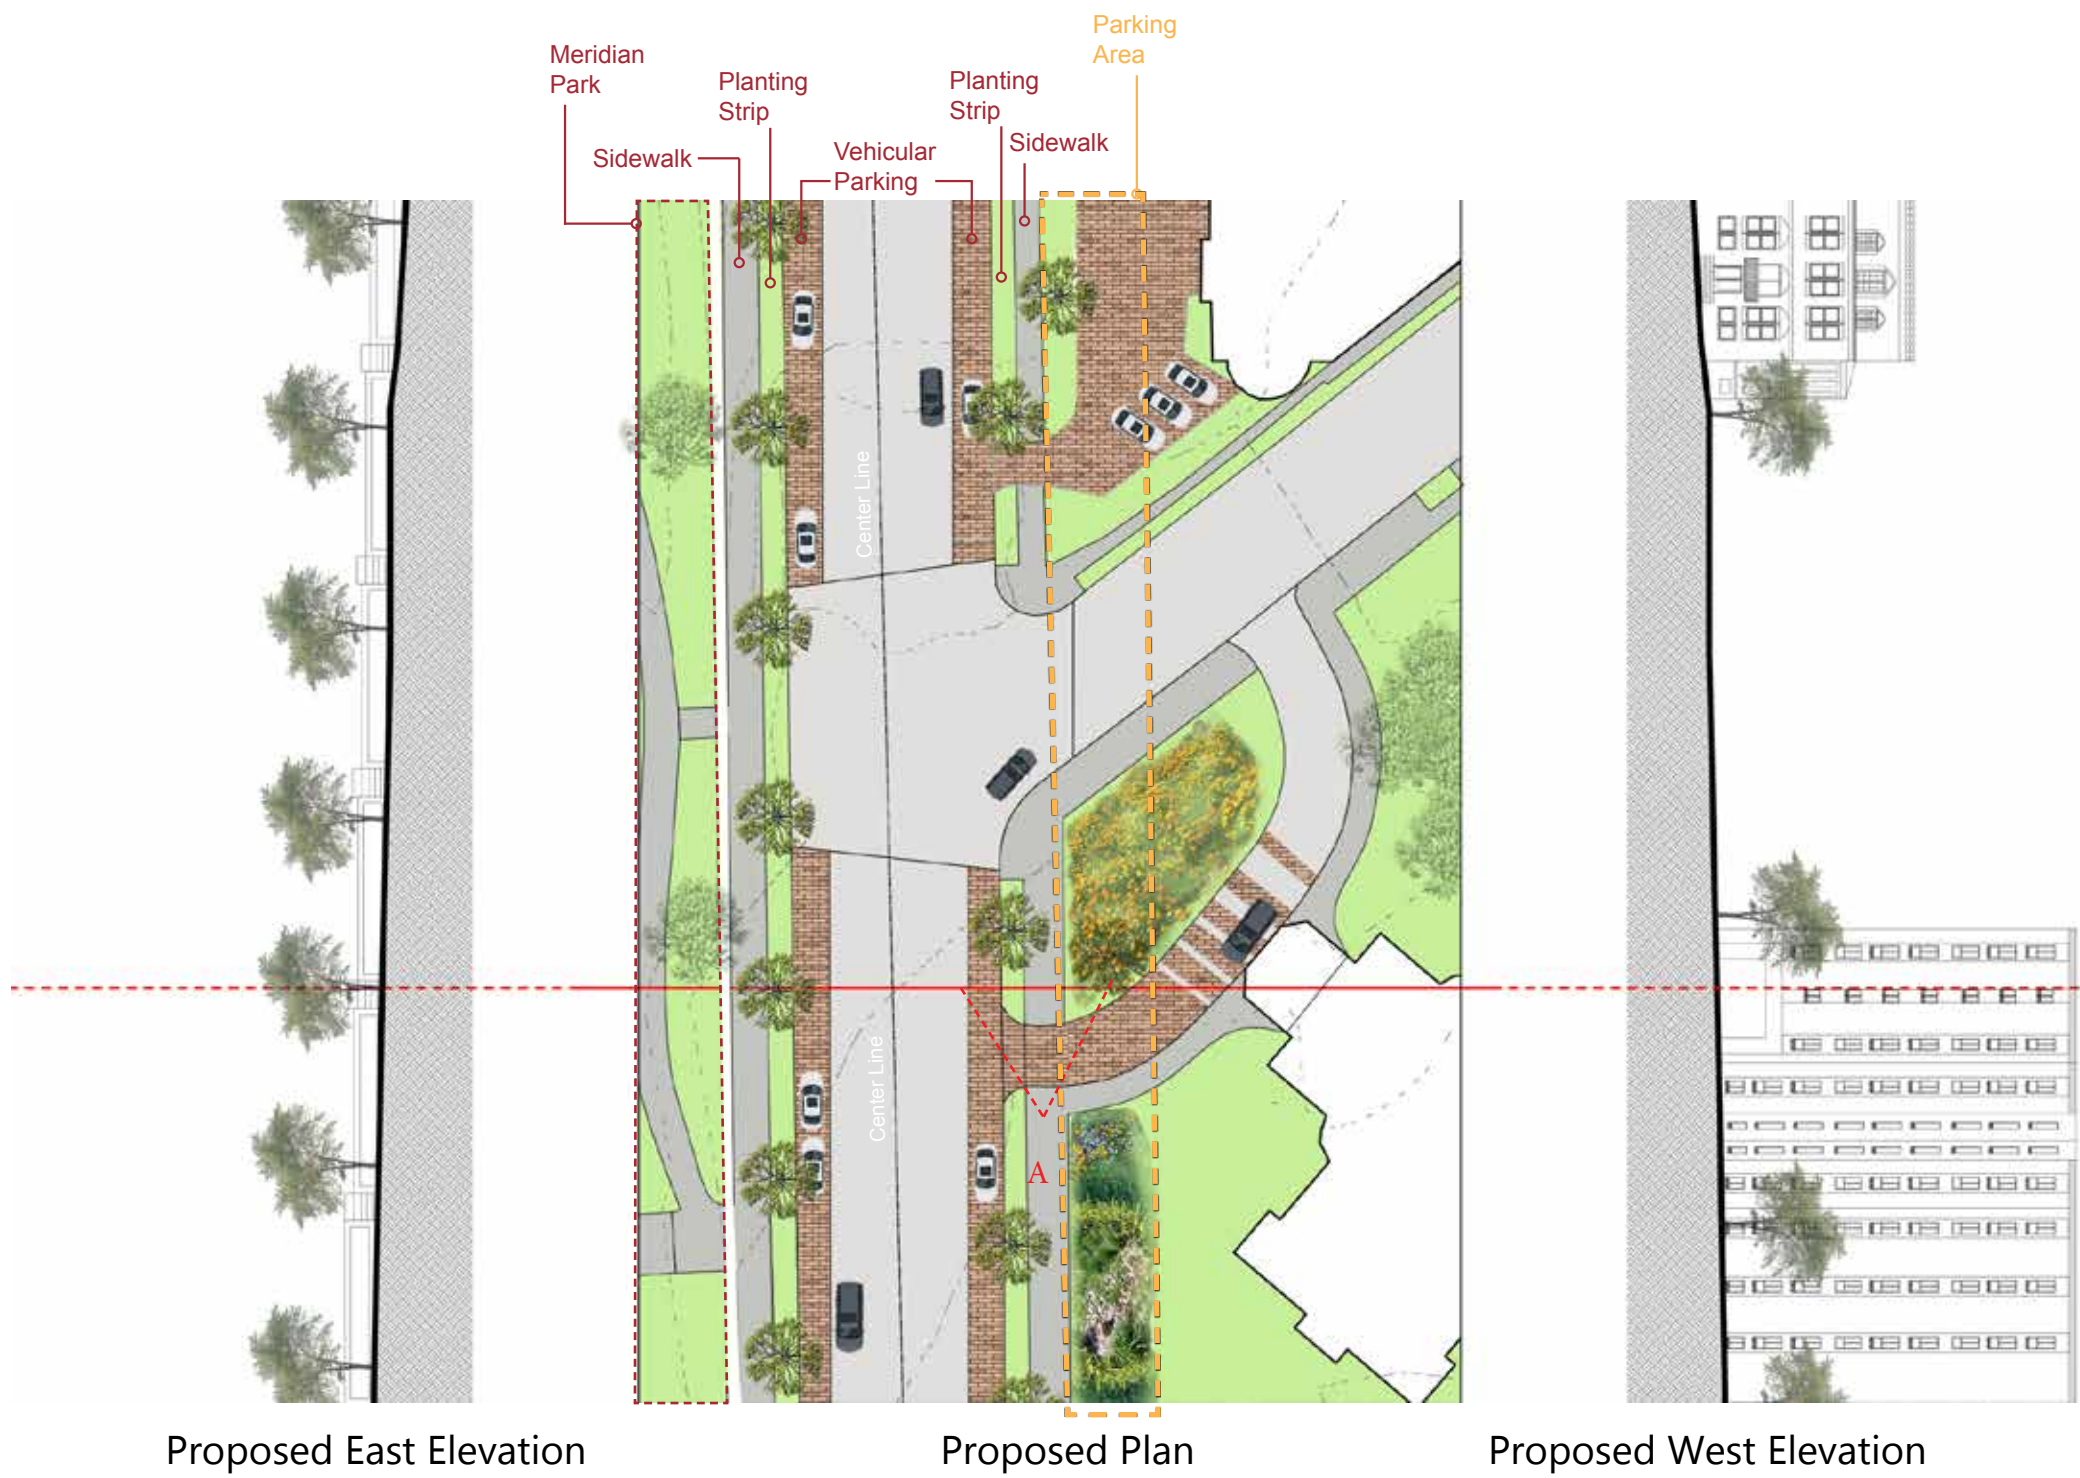 Parking
Area
Meridian
Park
Planting
Strip
Planting
Strip
Sidewalk
Vehicular
Parking
Sidewalk
Center Line
Center Line
A
Proposed East Elevation
Proposed Plan
Proposed West Elevation